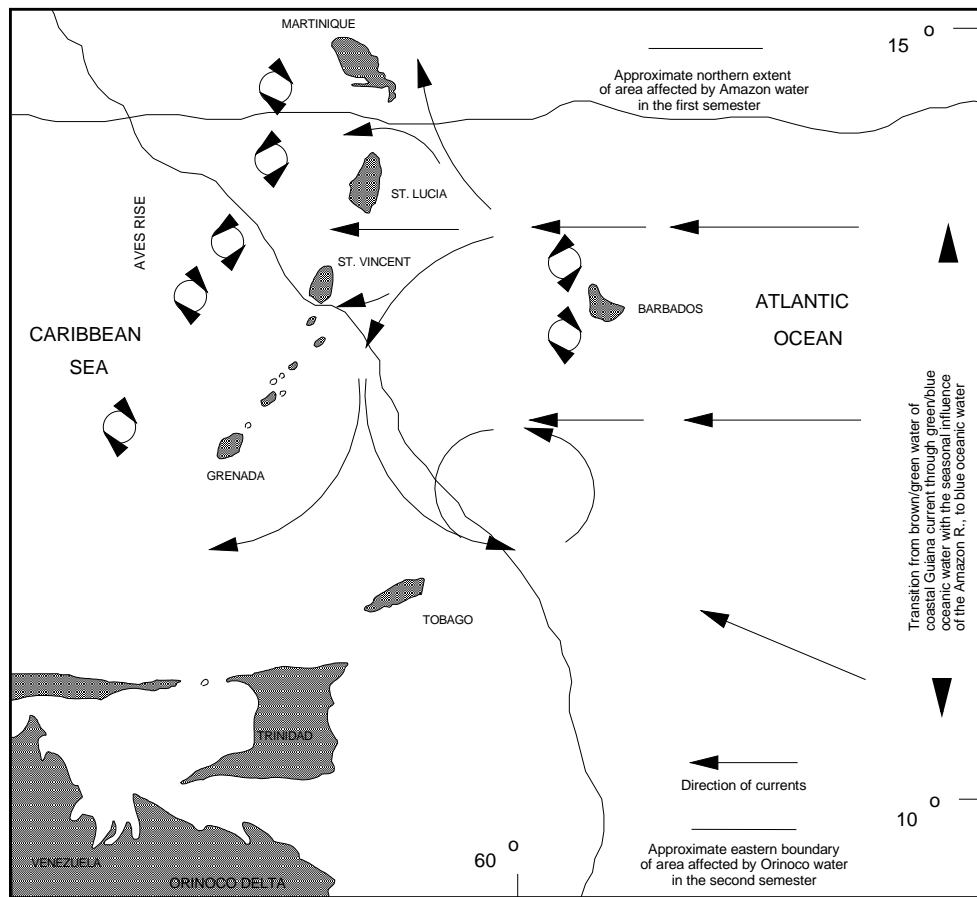 MARTINIQUE
15 o
Approximate northern extent
of area affected by Amazon water
in the first semester
ST. LUCIA
AVES RISE
ST. VINCENT
BARBADOS
ATLANTIC
OCEAN
CARIBBEAN
SEA
GRENADA
Transition from brown/green water of
coastal Guiana current through green/blue
oceanic water with the seasonal influence
of the Amazon R., to blue oceanic water
TOBAGO
TRINIDAD
Direction of currents
10 o
60 o
Approximate eastern boundary
of area affected by Orinoco water
in the second semester
VENEZUELA
ORINOCO DELTA